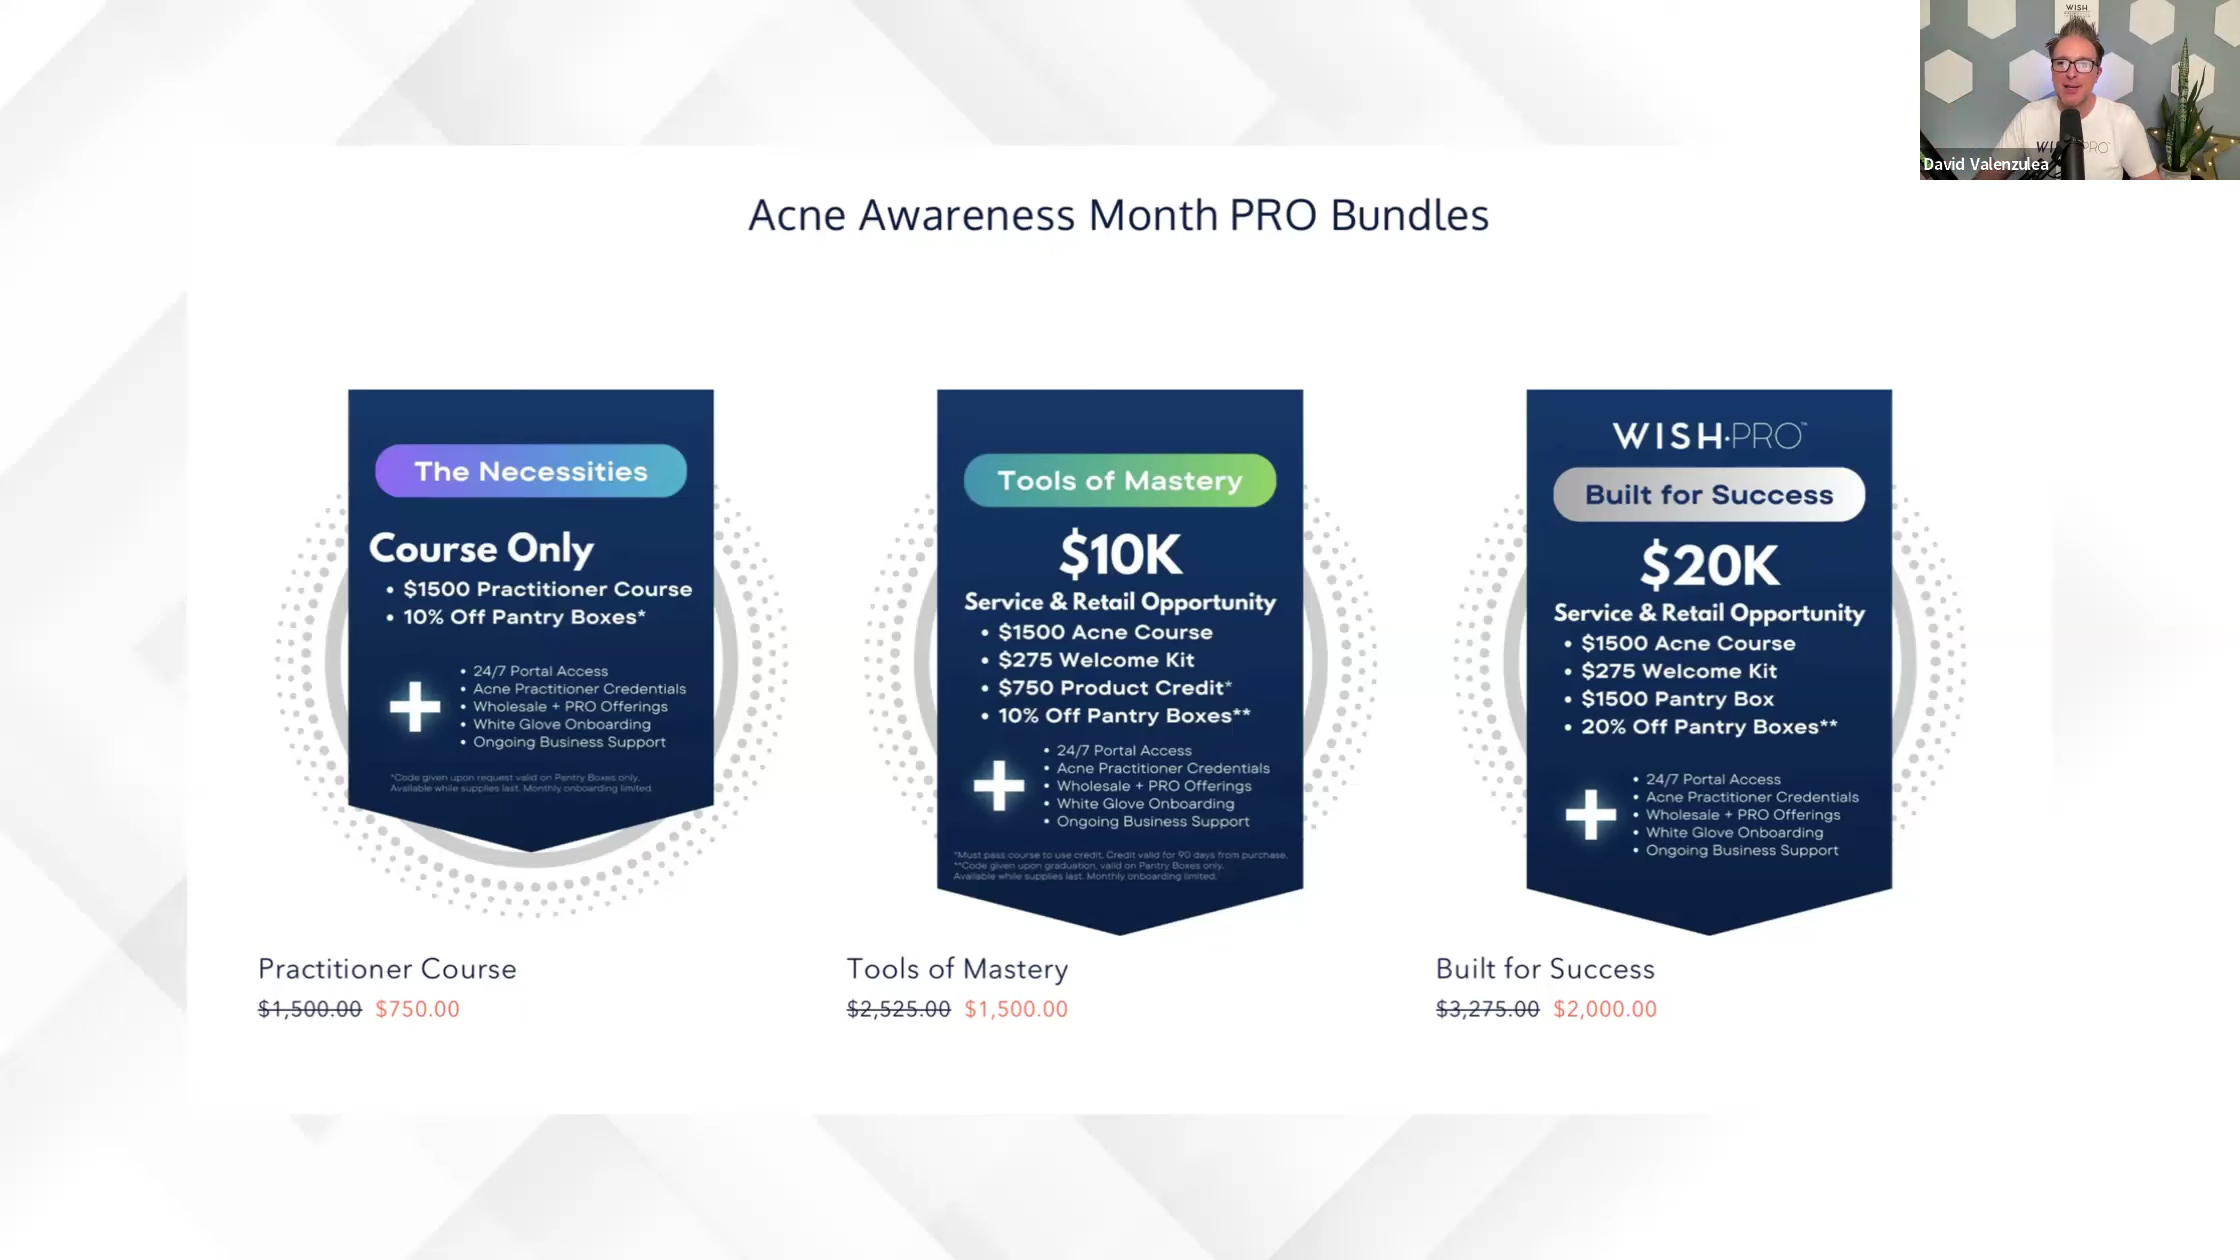 WISH
David Valenzulea
WISH PRO
Acne Awareness Month PRO Bundles
The Necessities
Course Only
• $1500 Practitioner Course
• 10% Off Pantry Boxes*
+
• 24/7 Portal Access
• Acne Practitioner Credentials
• Wholesale + PRO Offerings
• White Glove Onboarding
• Ongoing Business Support
*Code given upon request valid on Pantry Boxes only.
Available while supplies last. Monthly onboarding limited.
Practitioner Course
$1,500.00 $750.00
Tools of Mastery
$10K
Service & Retail Opportunity
• $1500 Acne Course
• $275 Welcome Kit
• $750 Product Credit*
• 10% Off Pantry Boxes**
+
• 24/7 Portal Access
• Acne Practitioner Credentials
• Wholesale + PRO Offerings
• White Glove Onboarding
• Ongoing Business Support
*Must pass course to use credit. Credit valid for 90 days from purchase.
**Code given upon graduation, valid on Pantry Boxes only.
Available while supplies last. Monthly onboarding limited.
Tools of Mastery
$2,525.00 $1,500.00
WISH·PRO™
Built for Success
$20K
Service & Retail Opportunity
• $1500 Acne Course
• $275 Welcome Kit
• $1500 Pantry Box
• 20% Off Pantry Boxes**
+
• 24/7 Portal Access
• Acne Practitioner Credentials
• Wholesale + PRO Offerings
• White Glove Onboarding
• Ongoing Business Support
Built for Success
$3,275.00 $2,000.00